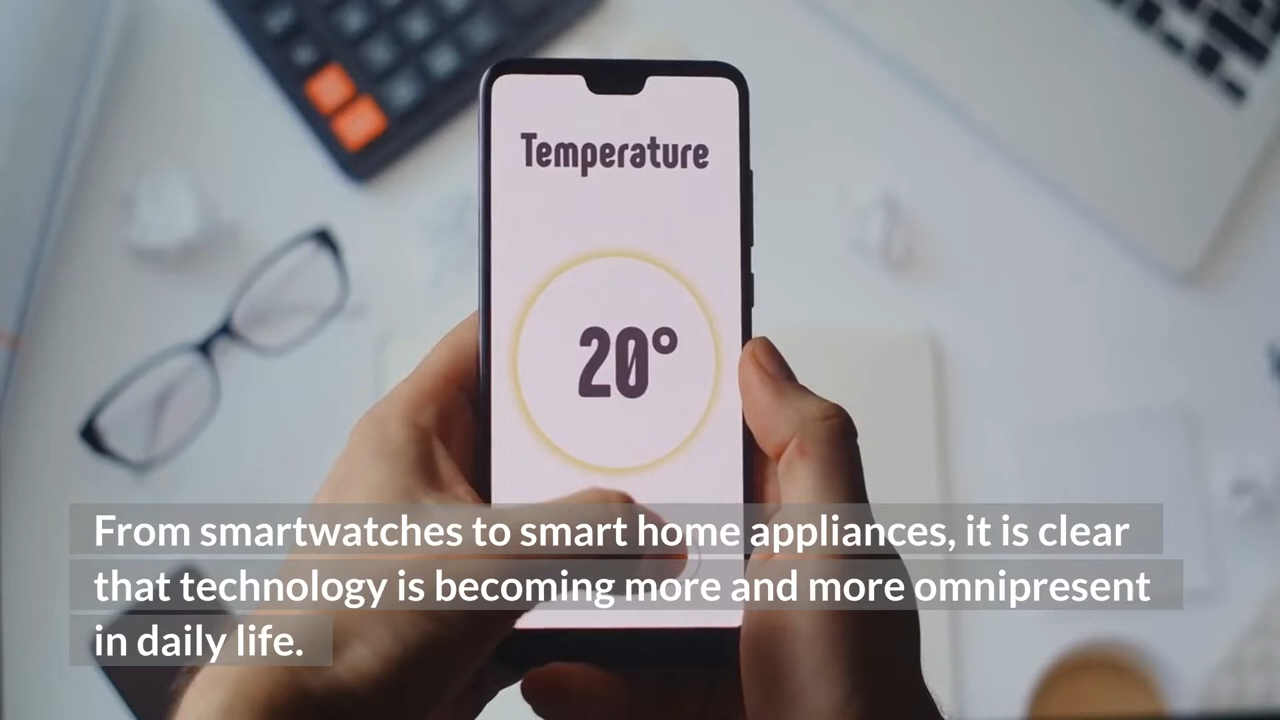 Temperature
20°
From smartwatches to smart home appliances, it is clear
that technology is becoming more and more omnipresent
in daily life.